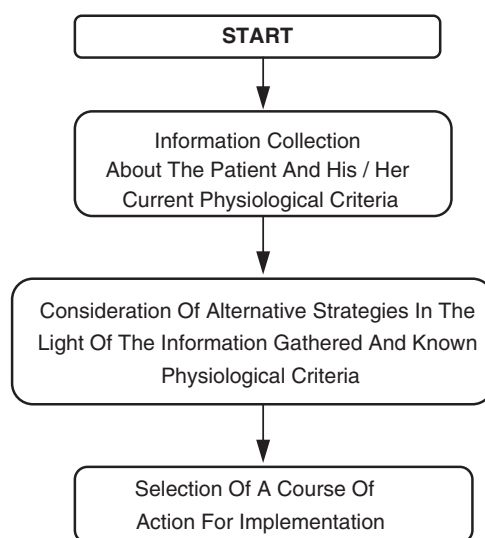 START
Information Collection
About The Patient And His / Her
Current Physiological Criteria
Consideration Of Alternative Strategies In The
Light Of The Information Gathered And Known
Physiological Criteria
Selection Of A Course Of
Action For Implementation